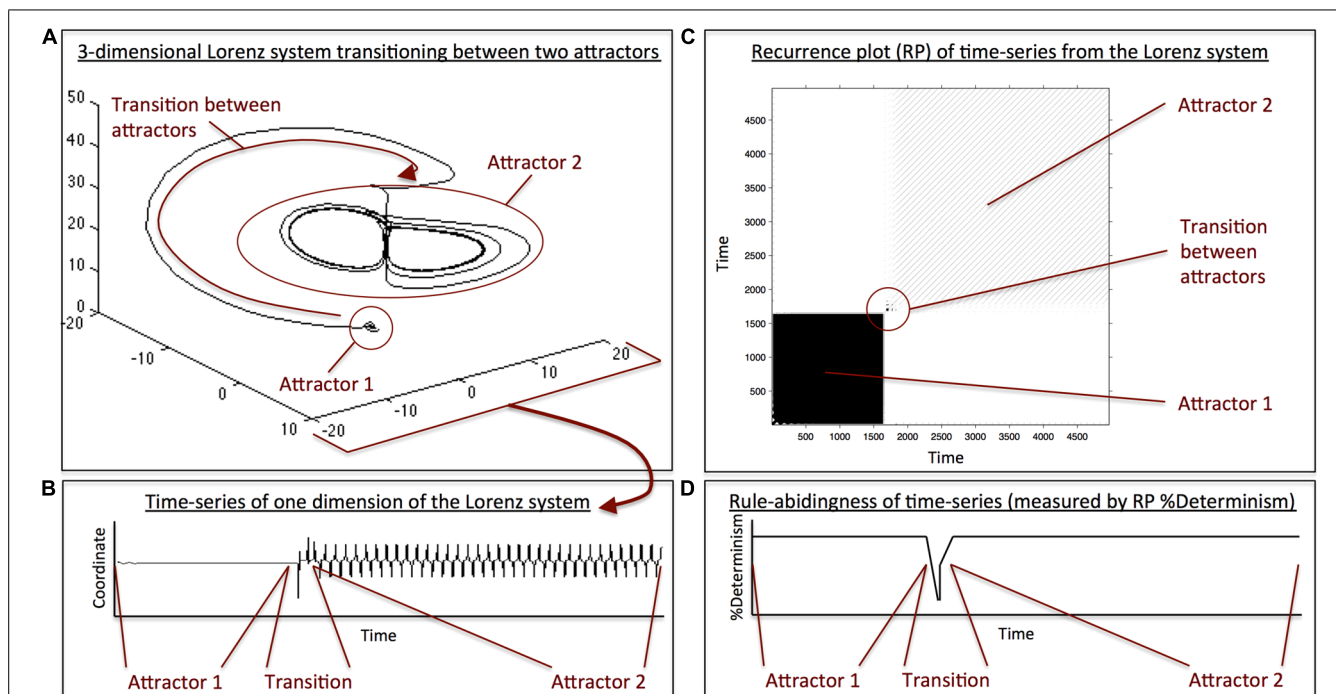 A
3-dimensional Lorenz system transitioning between two attractors
50
40
30
20
10
0
-20
-10
0
10
-20
-10
0
10
20
Transition between
attractors
Attractor 2
Attractor 1
B
Time-series of one dimension of the Lorenz system
Coordinate
Time
Attractor 1
Transition
Attractor 2
C
Recurrence plot (RP) of time-series from the Lorenz system
4500
4000
3500
3000
2500
2000
1500
1000
500
Time
500
1000
1500
2000
2500
3000
3500
4000
4500
Time
Attractor 2
Transition
between
attractors
Attractor 1
D
Rule-abidingness of time-series (measured by RP %Determinism)
%Determinism
Time
Attractor 1
Transition
Attractor 2